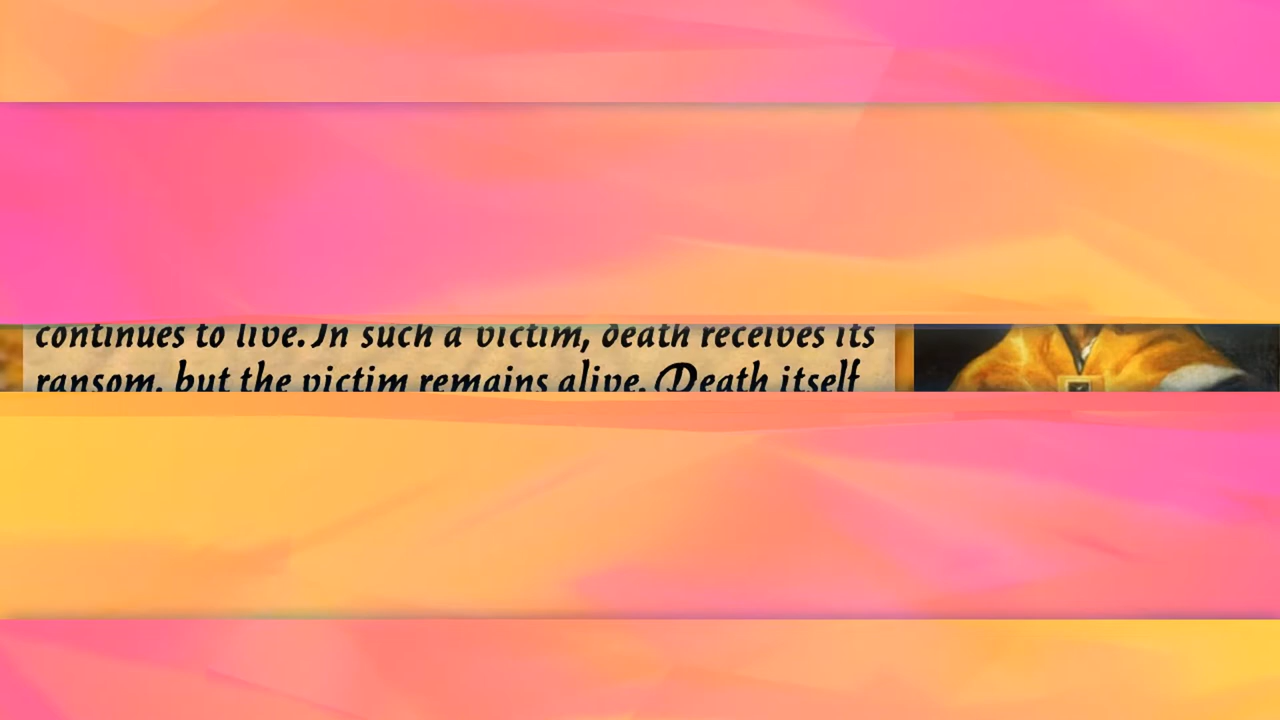 continues to live. In such a victim, death receives its
ransom, but the victim remains alive. Death itself